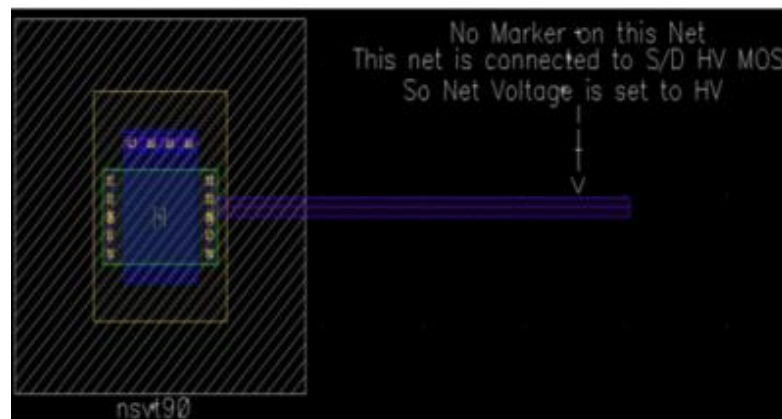 No Marker on this Net
This net is connected to S/D HV MOS
So Net Voltage is set to HV
nsvt90